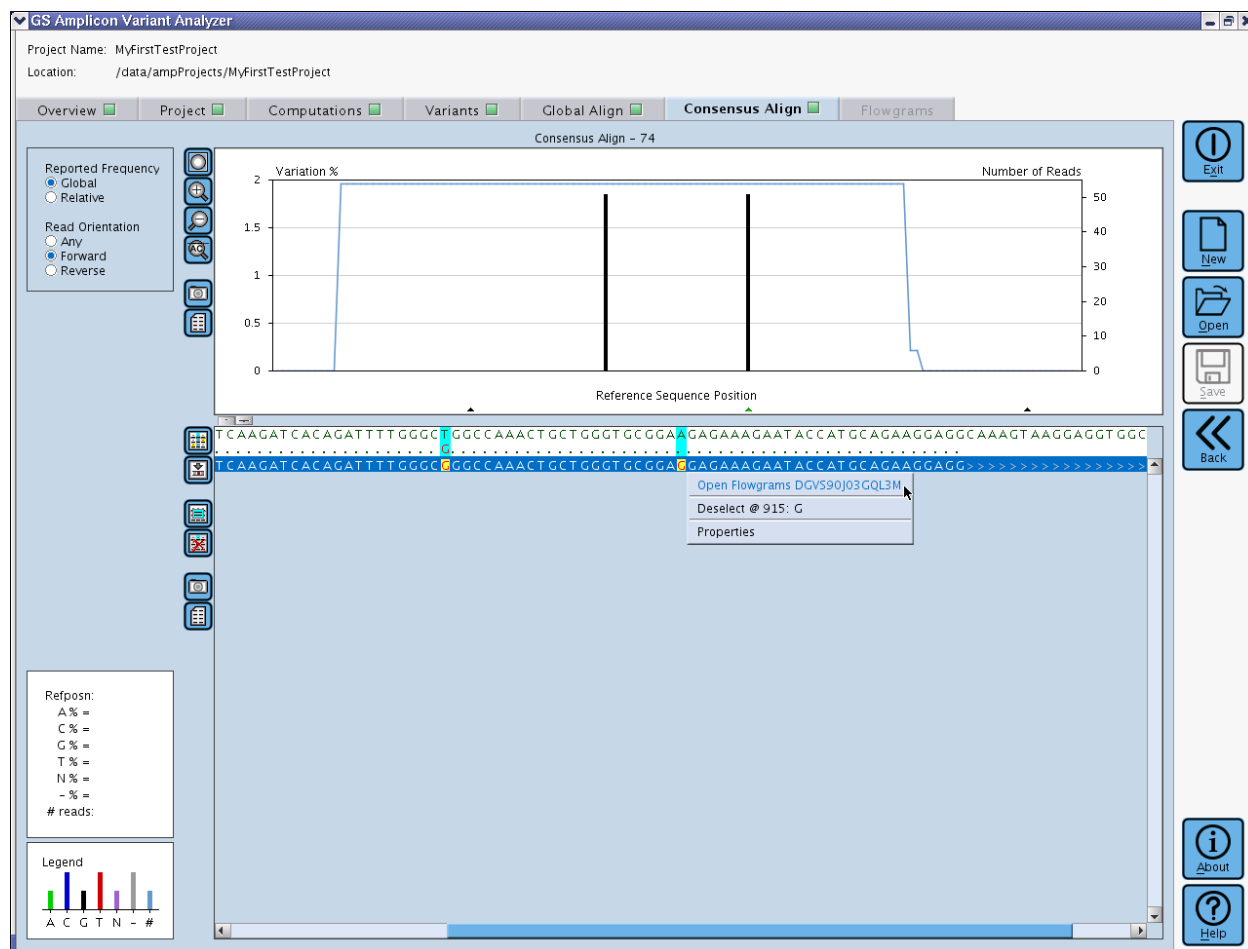 GS Amplicon Variant Analyzer
Project Name: MyFirstTestProject
Location: /data/ampProjects/MyFirstTestProject
Overview Project Computations Variants Global Align Consensus Align Flowgrams
Consensus Align - 74
Reported Frequency
Global
Relative
Read Orientation
Any
Forward
Reverse
Variation %
Number of Reads
2
1.5
1
0.5
0
50
40
30
20
10
0
Reference Sequence Position
TCAAGATCACAGATTTTGGGCTGGCCAAACTGCTGGGTGCGGAAGAGAAAGAATACCATGCAGAAGGAGGCAAAGTAAGGAGGTGGC
G
TCAAGATCACAGATTTTGGGCGGGCCAAACTGCTGGGTGCGGAGGAGAAAGAATACCATGCAGAAGGAGG>>>>>>>>>>>>>>>>>
Open Flowgrams DGVS90J03GQL3M
Deselect @ 915: G
Properties
Refposn:
A % =
C % =
G % =
T % =
N % =
- % =
# reads:
Legend
A C G T N - #
Exit
New
Open
Save
Back
About
Help